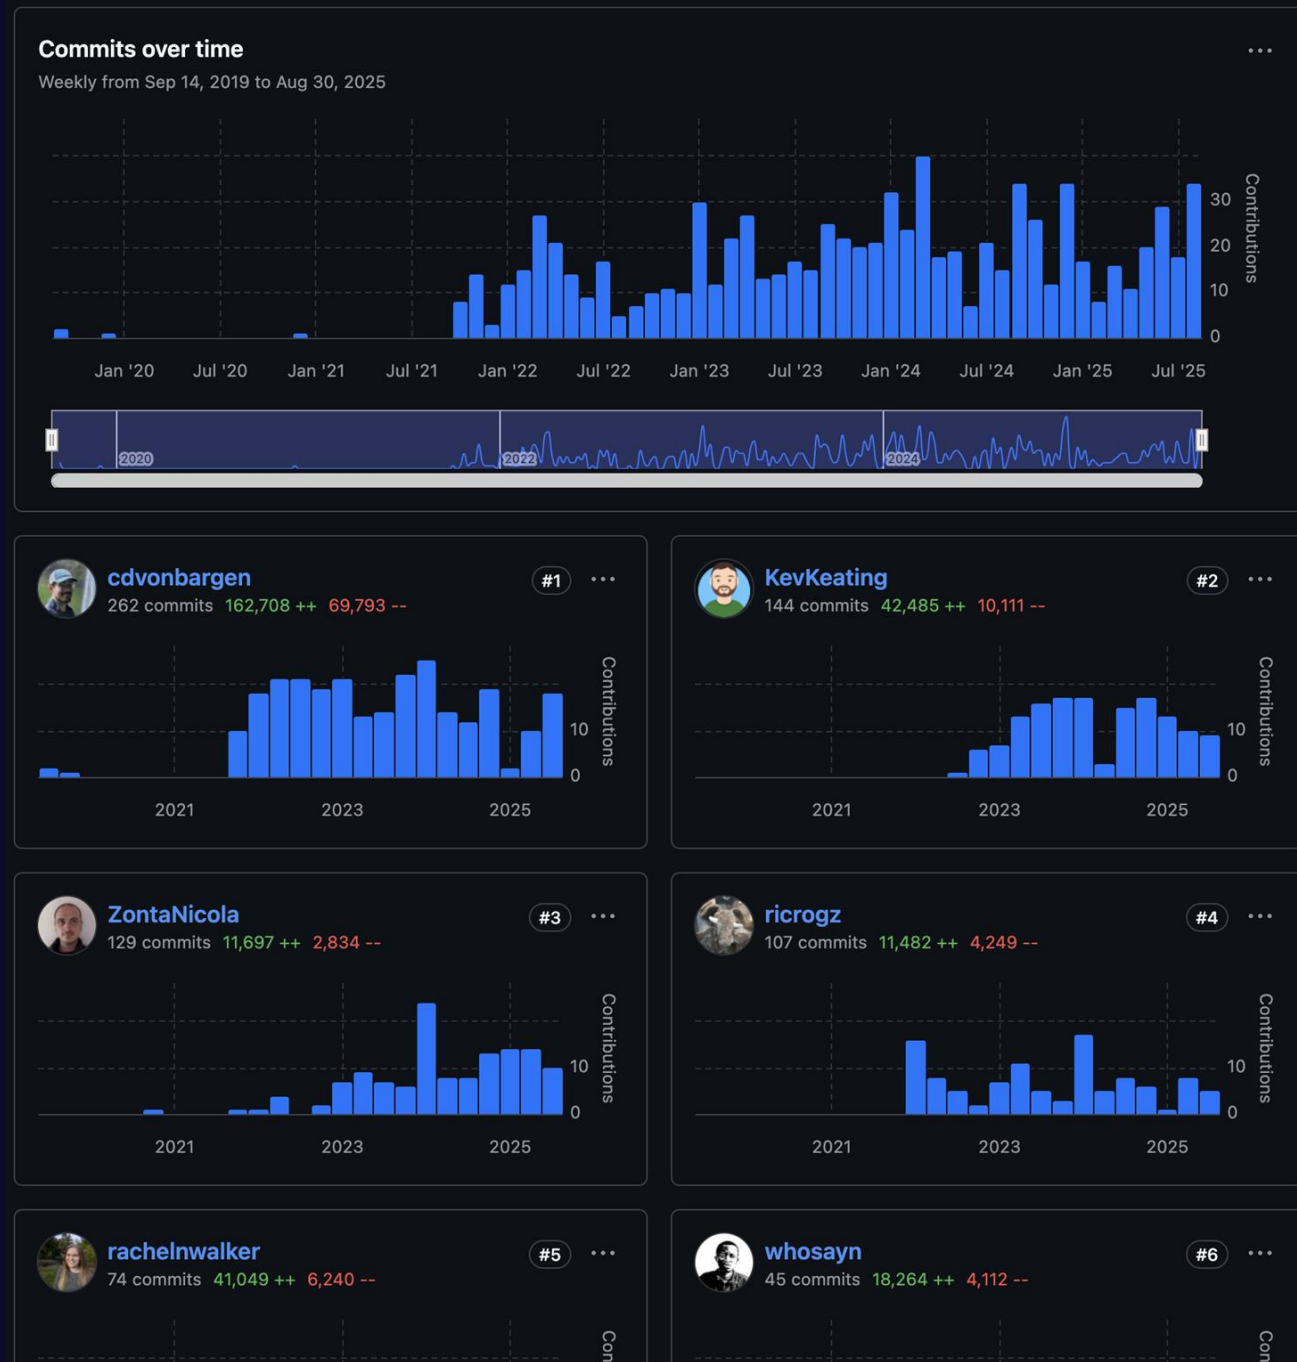 Commits over time
Weekly from Sep 14, 2019 to Aug 30, 2025
Contributions
30
20
10
0
Jan '20 Jul '20 Jan '21 Jul '21 Jan '22 Jul '22 Jan '23 Jul '23 Jan '24 Jul '24 Jan '25 Jul '25
2020 2022 2024
cdvonbargen #1
262 commits 162,708 ++ 69,793 --
Contributions
10
0
2021 2023 2025
KevKeating #2
144 commits 42,485 ++ 10,111 --
Contributions
10
0
2021 2023 2025
ZontaNicola #3
129 commits 11,697 ++ 2,834 --
Contributions
10
0
2021 2023 2025
ricrogz #4
107 commits 11,482 ++ 4,249 --
Contributions
10
0
2021 2023 2025
rachelnwalker #5
74 commits 41,049 ++ 6,240 --
Con
whosayn #6
45 commits 18,264 ++ 4,112 --
Con